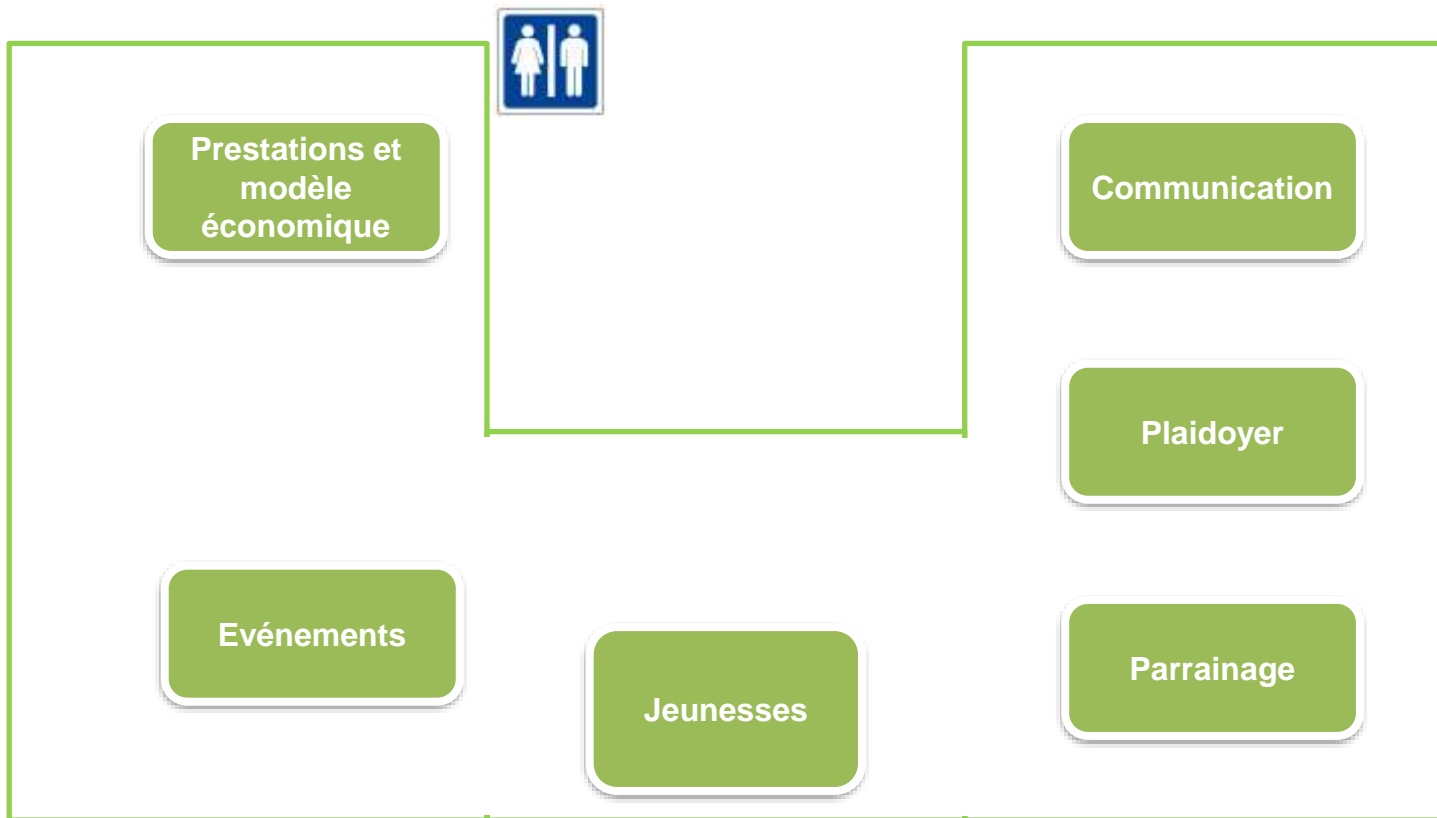 Prestations et
modèle
économique
Communication
Plaidoyer
Evénements
Jeunesses
Parrainage